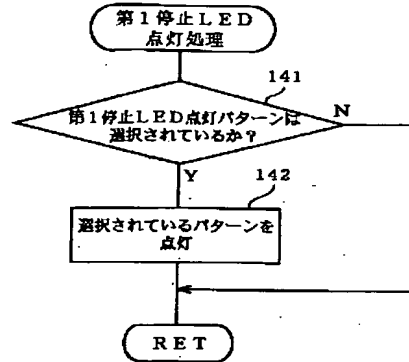 第1停止LED
点灯処理
141
第1停止LED点灯パターンは
選択されているか?
N
Y
142
選択されているパターンを
点灯
RET